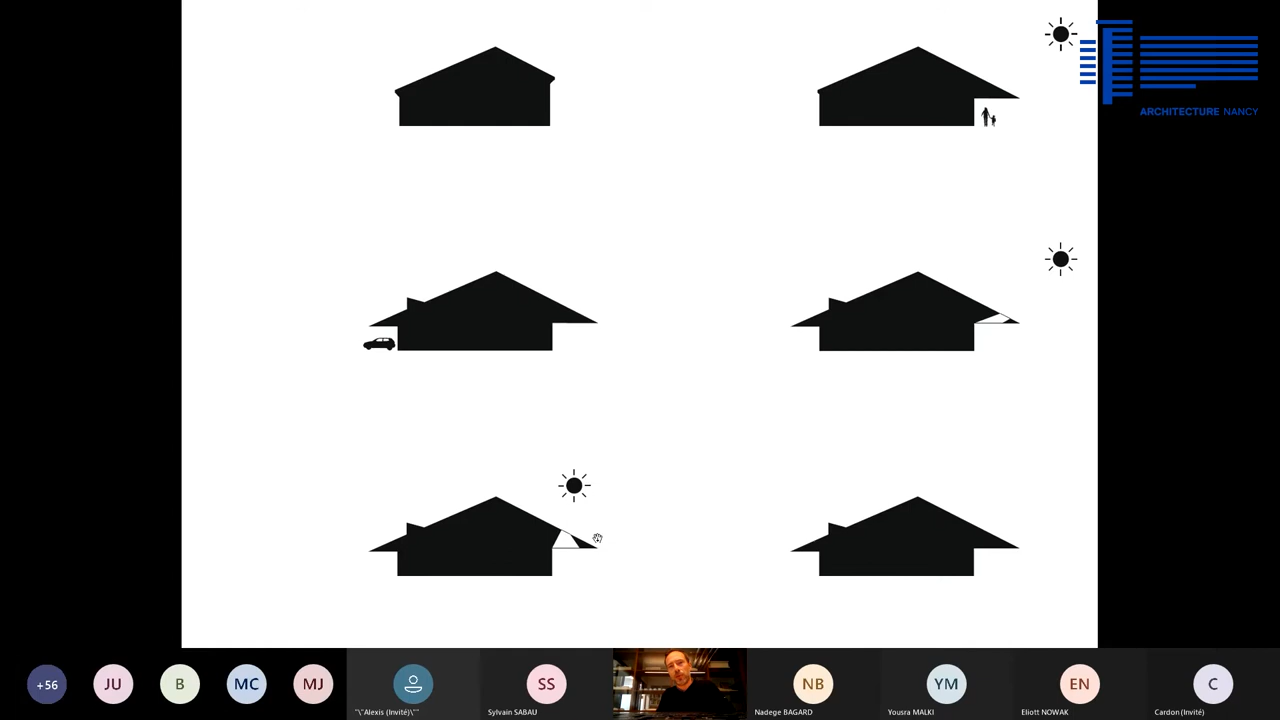 ARCHITECTURE NANCY
+56
JU
B
MC
MJ
SS
NB
YM
EN
C
"\"Alexis (Invité)\""
Sylvain SABAU
Nadege BAGARD
Yousra MALKI
Eliott NOWAK
Cardon (Invité)